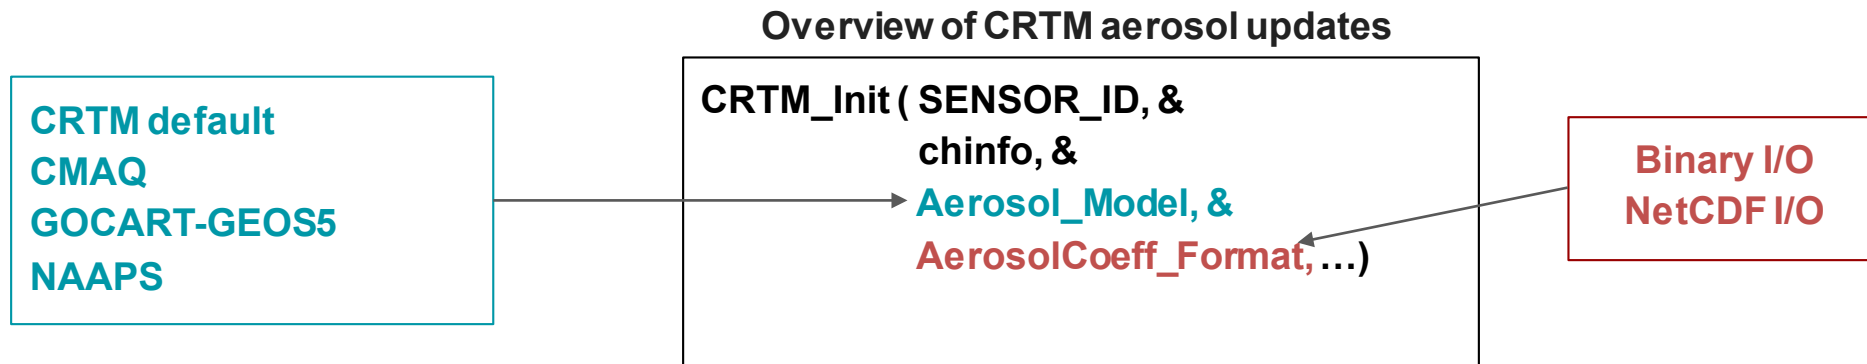 Overview of CRTM aerosol updates
CRTM default
CMAQ
GOCART-GEOS5
NAAPS
CRTM_Init ( SENSOR_ID, &
chinfo, &
Aerosol_Model, &
AerosolCoeff_Format, ...)
Binary I/O
NetCDF I/O